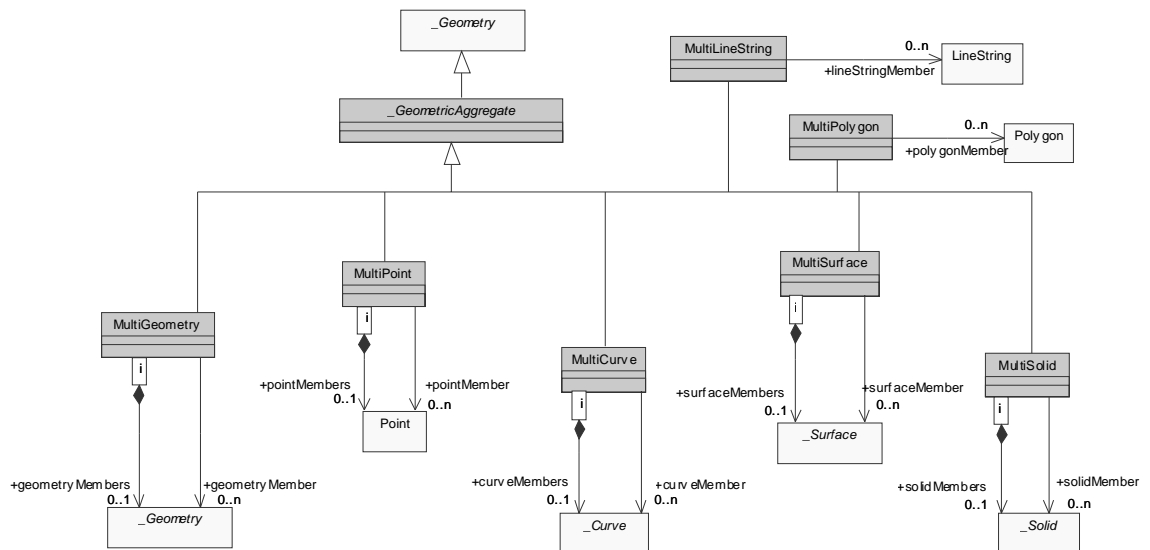 _Geometry
MultiLineString
0..n
LineString
+lineStringMember
_GeometricAggregate
MultiPolygon
0..n
Polygon
+polygonMember
MultiPoint
i
+pointMembers
0..1
+pointMember
0..n
Point
MultiSurface
i
+surfaceMembers
0..1
+surfaceMember
0..n
_Surface
MultiGeometry
i
+geometryMembers
0..1
+geometryMember
0..n
_Geometry
MultiCurve
i
+curveMembers
0..1
+curveMember
0..n
_Curve
MultiSolid
i
+solidMembers
0..1
+solidMember
0..n
_Solid